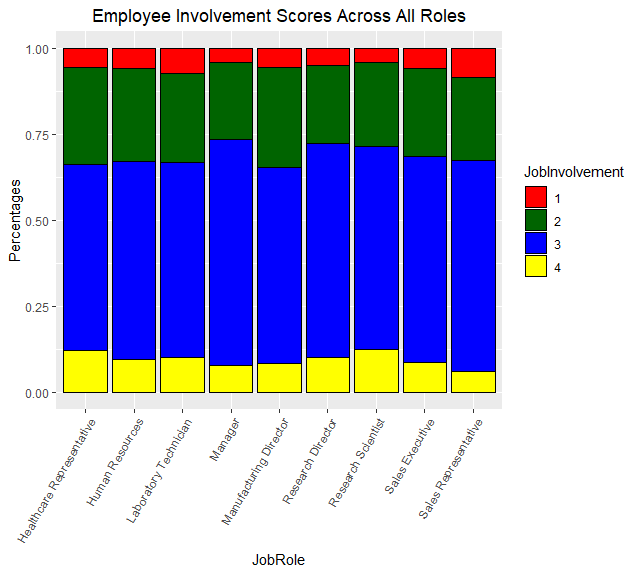 Employee Involvement Scores Across All Roles
Percentages
1.00
0.75
0.50
0.25
0.00
Healthcare Representative
Human Resources
Laboratory Technician
Manager
Manufacturing Director
Research Director
Research Scientist
Sales Executive
Sales Representative
JobRole
JobInvolvement
1
2
3
4